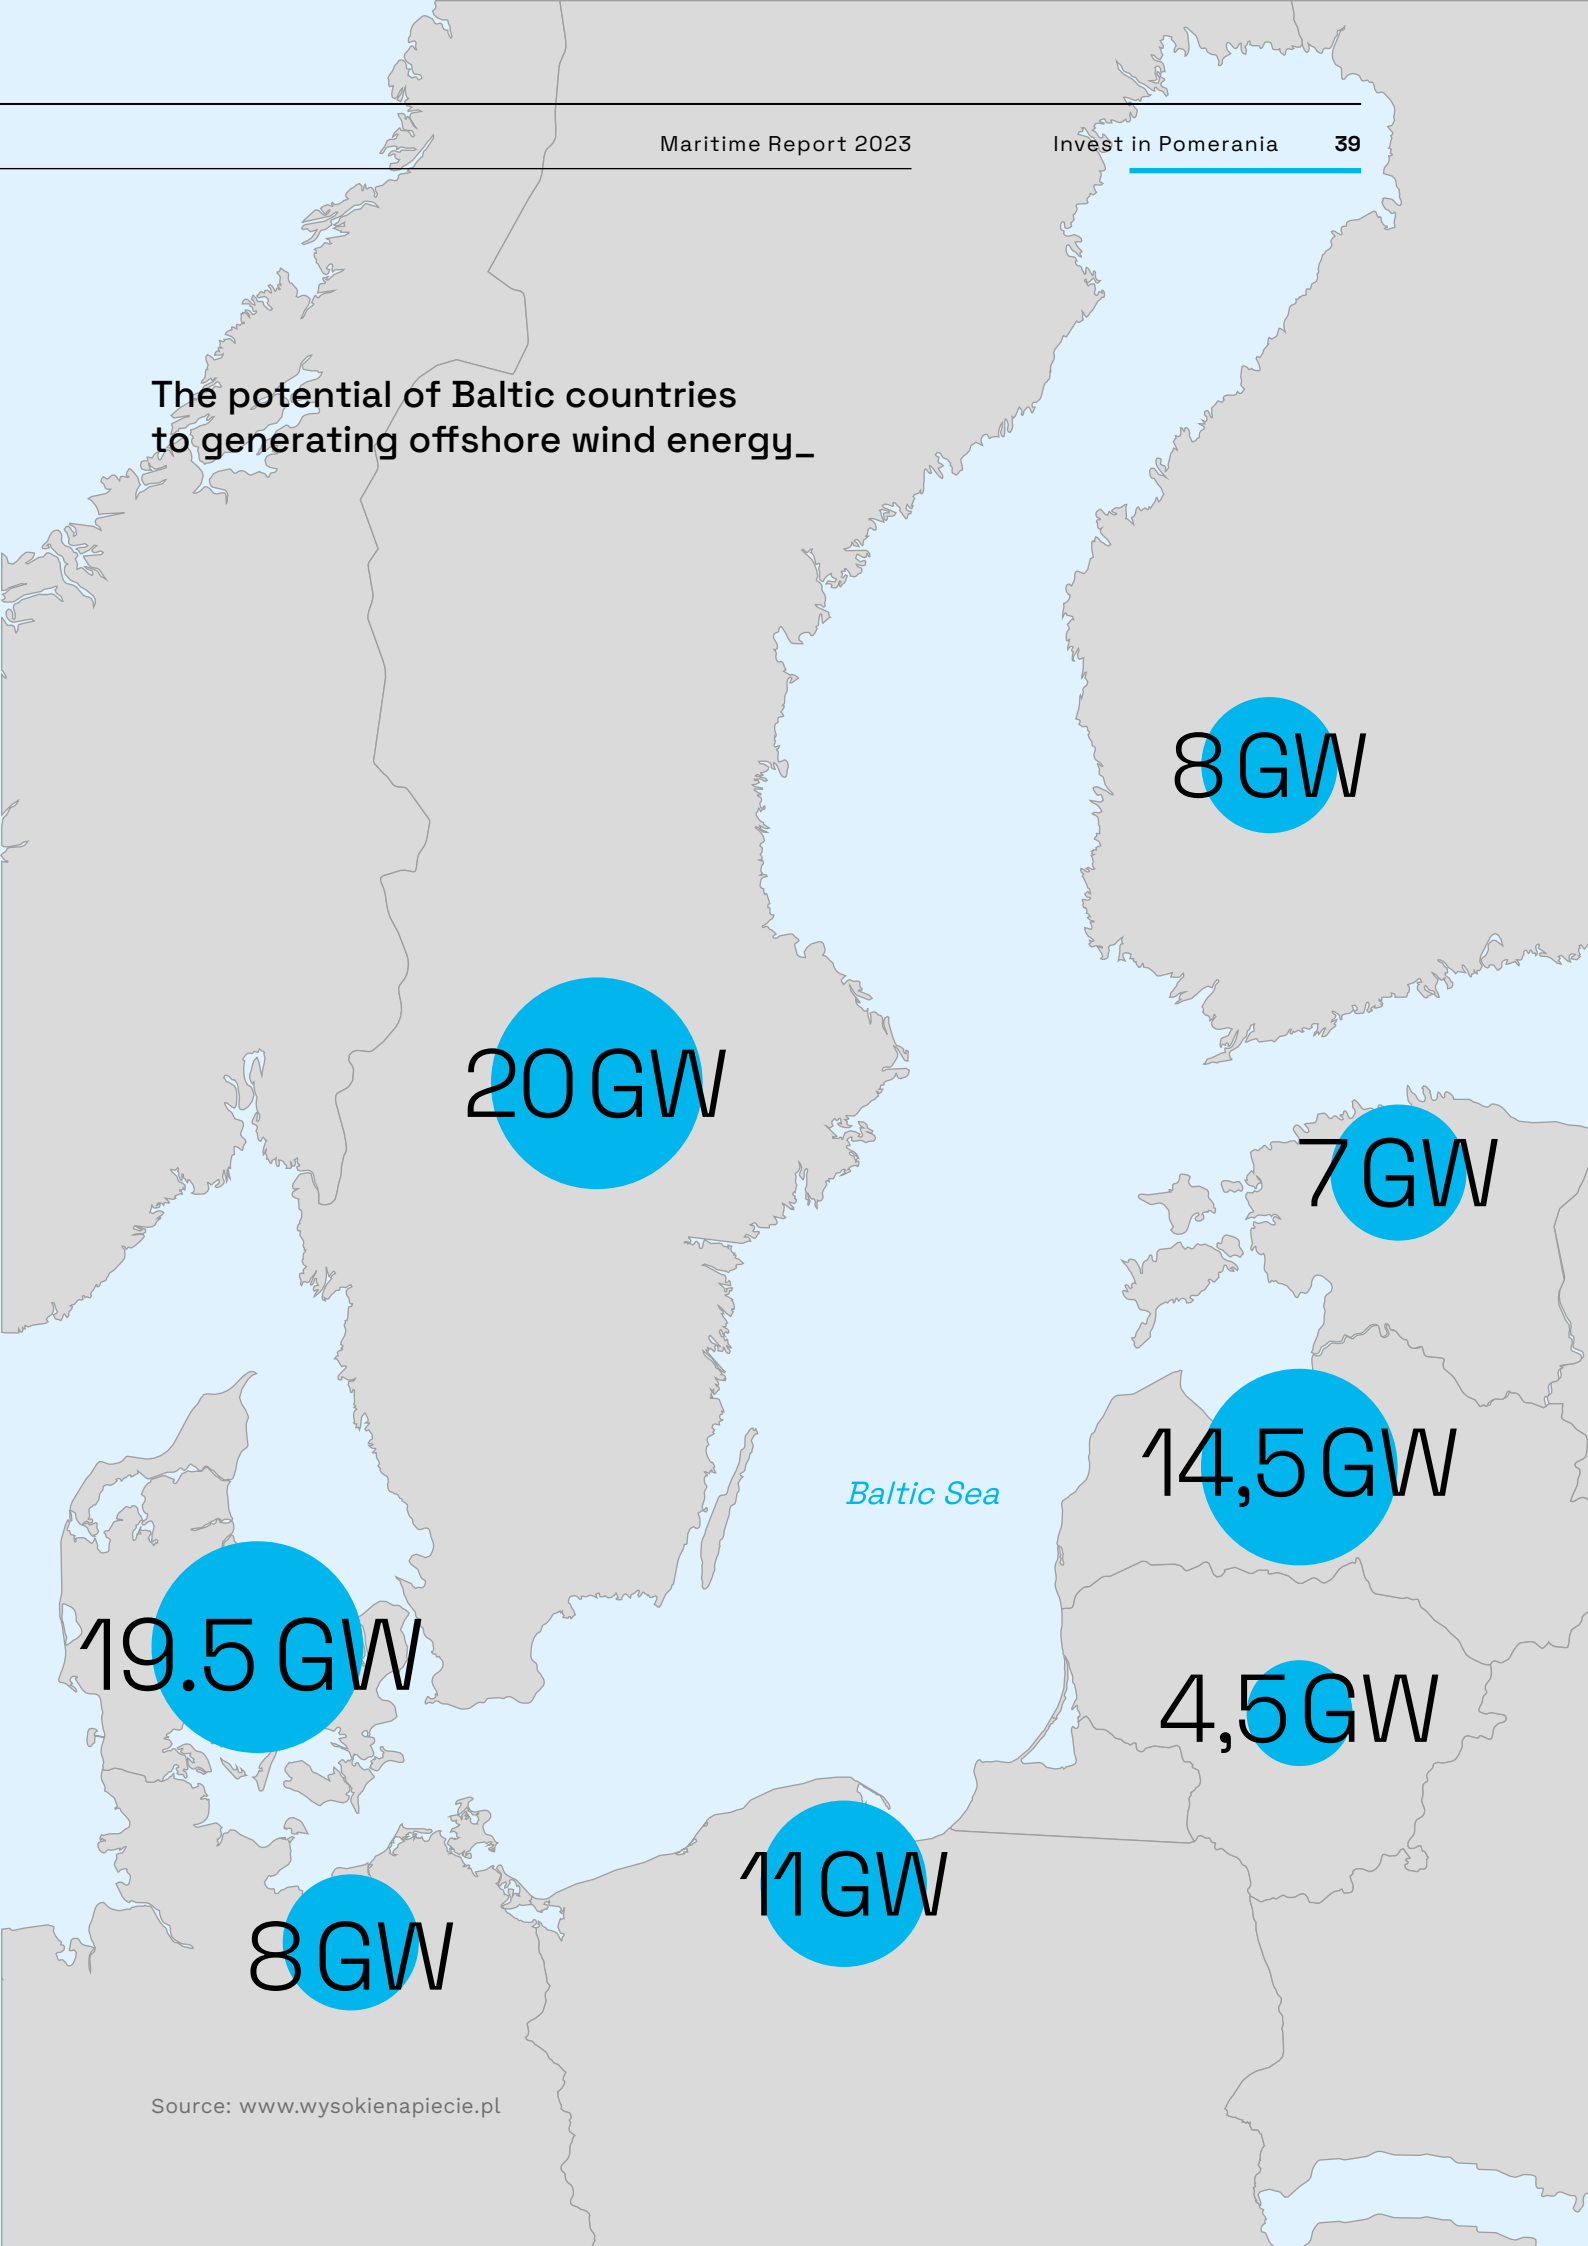 Maritime Report 2023
Invest in Pomerania 39
The potential of Baltic countries
to generating offshore wind energy_
8 GW
20 GW
7 GW
14,5 GW
Baltic Sea
19.5 GW
4,5 GW
11 GW
8 GW
Source: www.wysokienapiecie.pl